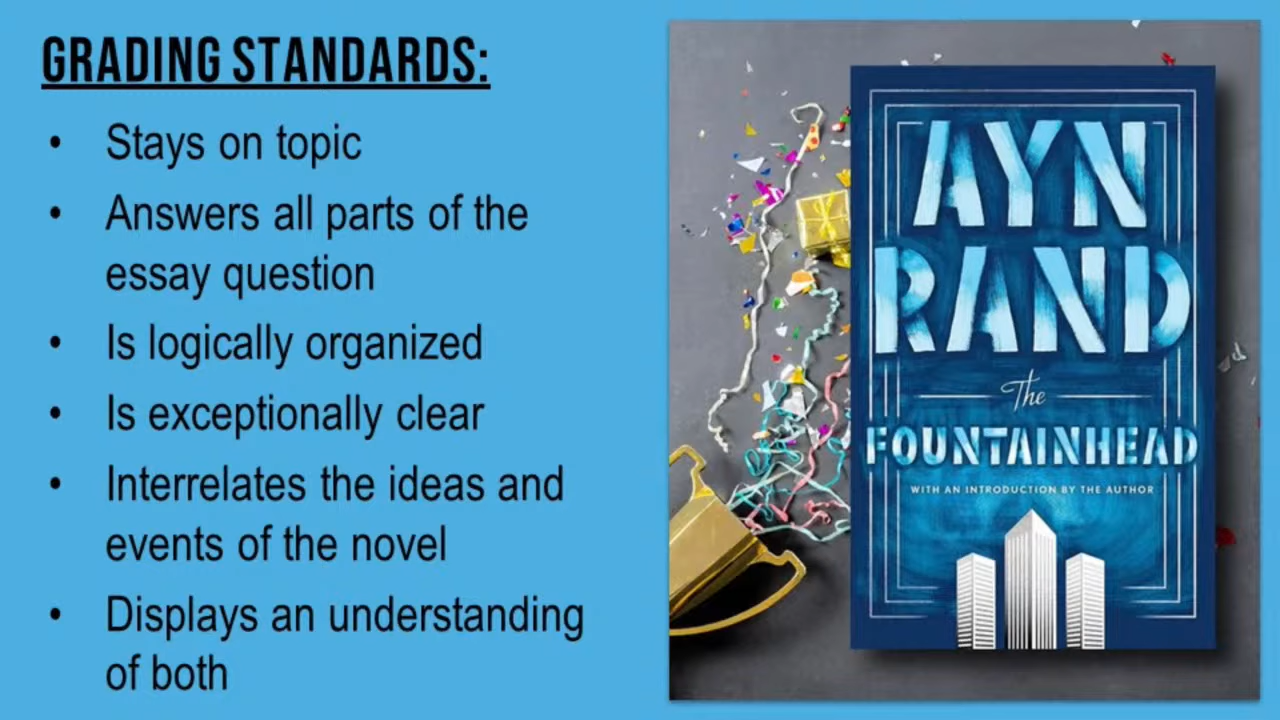 GRADING STANDARDS:
• Stays on topic
• Answers all parts of the
essay question
• Is logically organized
• Is exceptionally clear
• Interrelates the ideas and
events of the novel
• Displays an understanding
of both
AYN
RAND
The
FOUNTAINHEAD
WITH AN INTRODUCTION BY THE AUTHOR